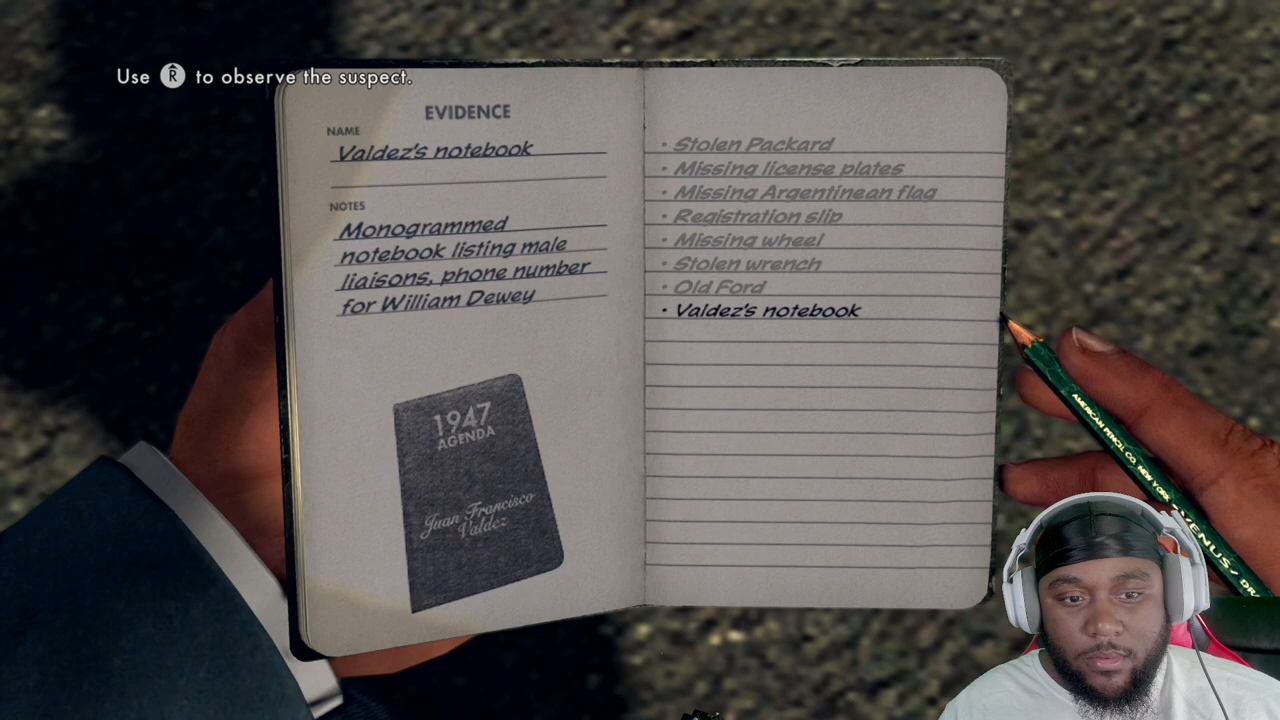 Use R to observe the suspect.
EVIDENCE
NAME
Valdez's notebook
NOTES
Monogrammed
notebook listing male
liaisons, phone number
for William Dewey
1947
AGENDA
Juan Francisco
Valdez
• Stolen Packard
• Missing license plates
• Missing Argentinean flag
• Registration slip
• Missing wheel
• Stolen wrench
• Old Ford
• Valdez's notebook
AMERICAN PENCIL CO. NEW YORK
VENUS / DRA